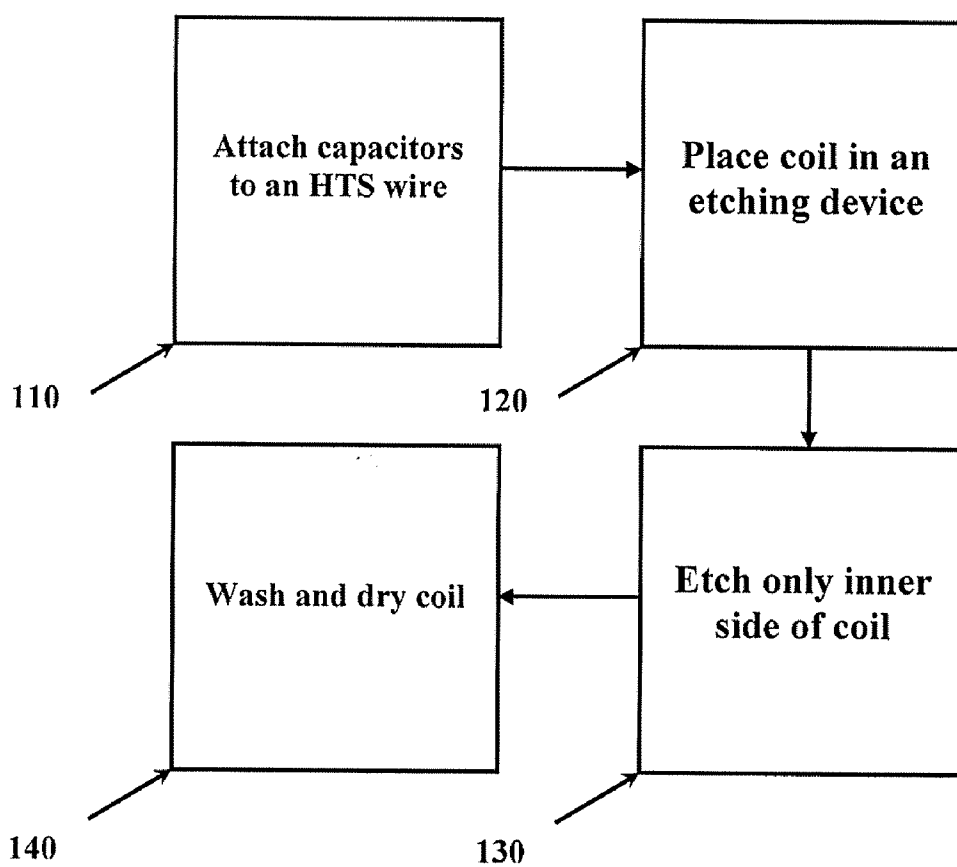 Attach capacitors
to an HTS wire
Place coil in an
etching device
110
120
Wash and dry coil
Etch only inner
side of coil
140
130